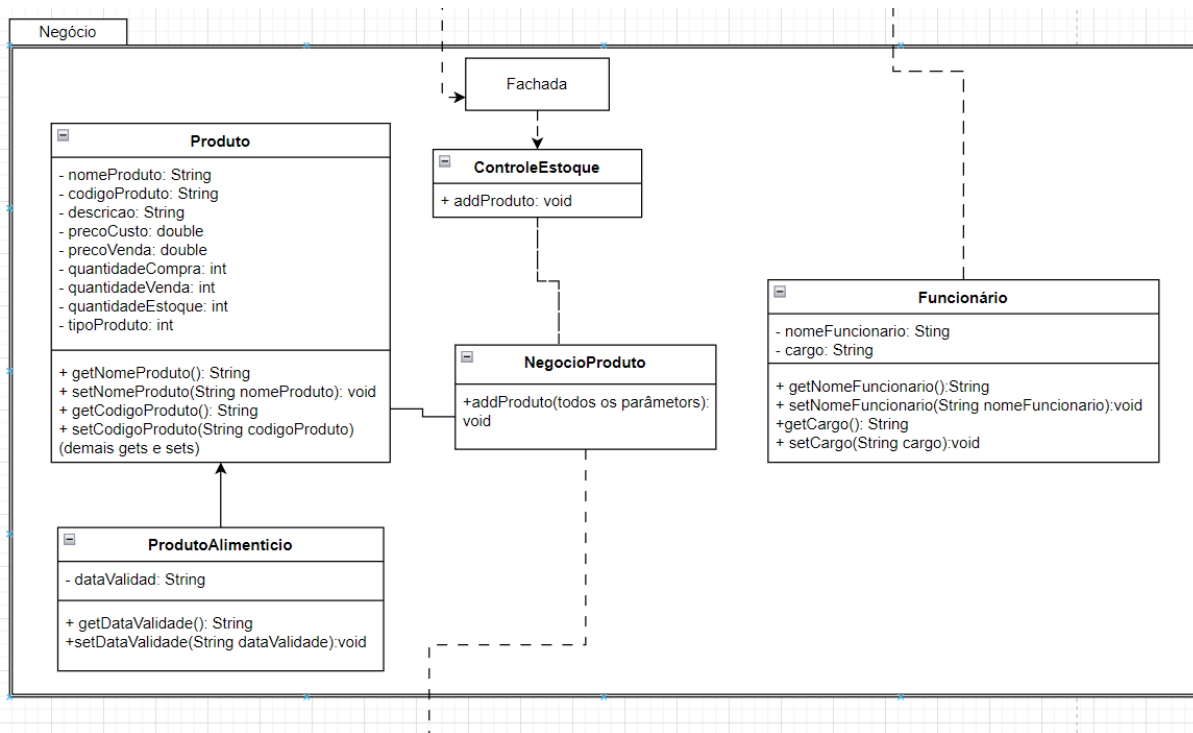 Negócio
Fachada
Produto
- nomeProduto: String
- codigoProduto: String
- descricao: String
- precoCusto: double
- precoVenda: double
- quantidadeCompra: int
- quantidadeVenda: int
- quantidadeEstoque: int
- tipoProduto: int
+ getNomeProduto(): String
+ setNomeProduto(String nomeProduto): void
+ getCodigoProduto(): String
+ setCodigoProduto(String codigoProduto)
(demais gets e sets)
ControleEstoque
+ addProduto: void
NegocioProduto
+addProduto(todos os parâmetors):
void
Funcionário
- nomeFuncionario: Sting
- cargo: String
+ getNomeFuncionario():String
+ setNomeFuncionario(String nomeFuncionario):void
+getCargo(): String
+ setCargo(String cargo):void
ProdutoAlimenticio
- dataValidad: String
+ getDataValidade(): String
+setDataValidade(String dataValidade):void